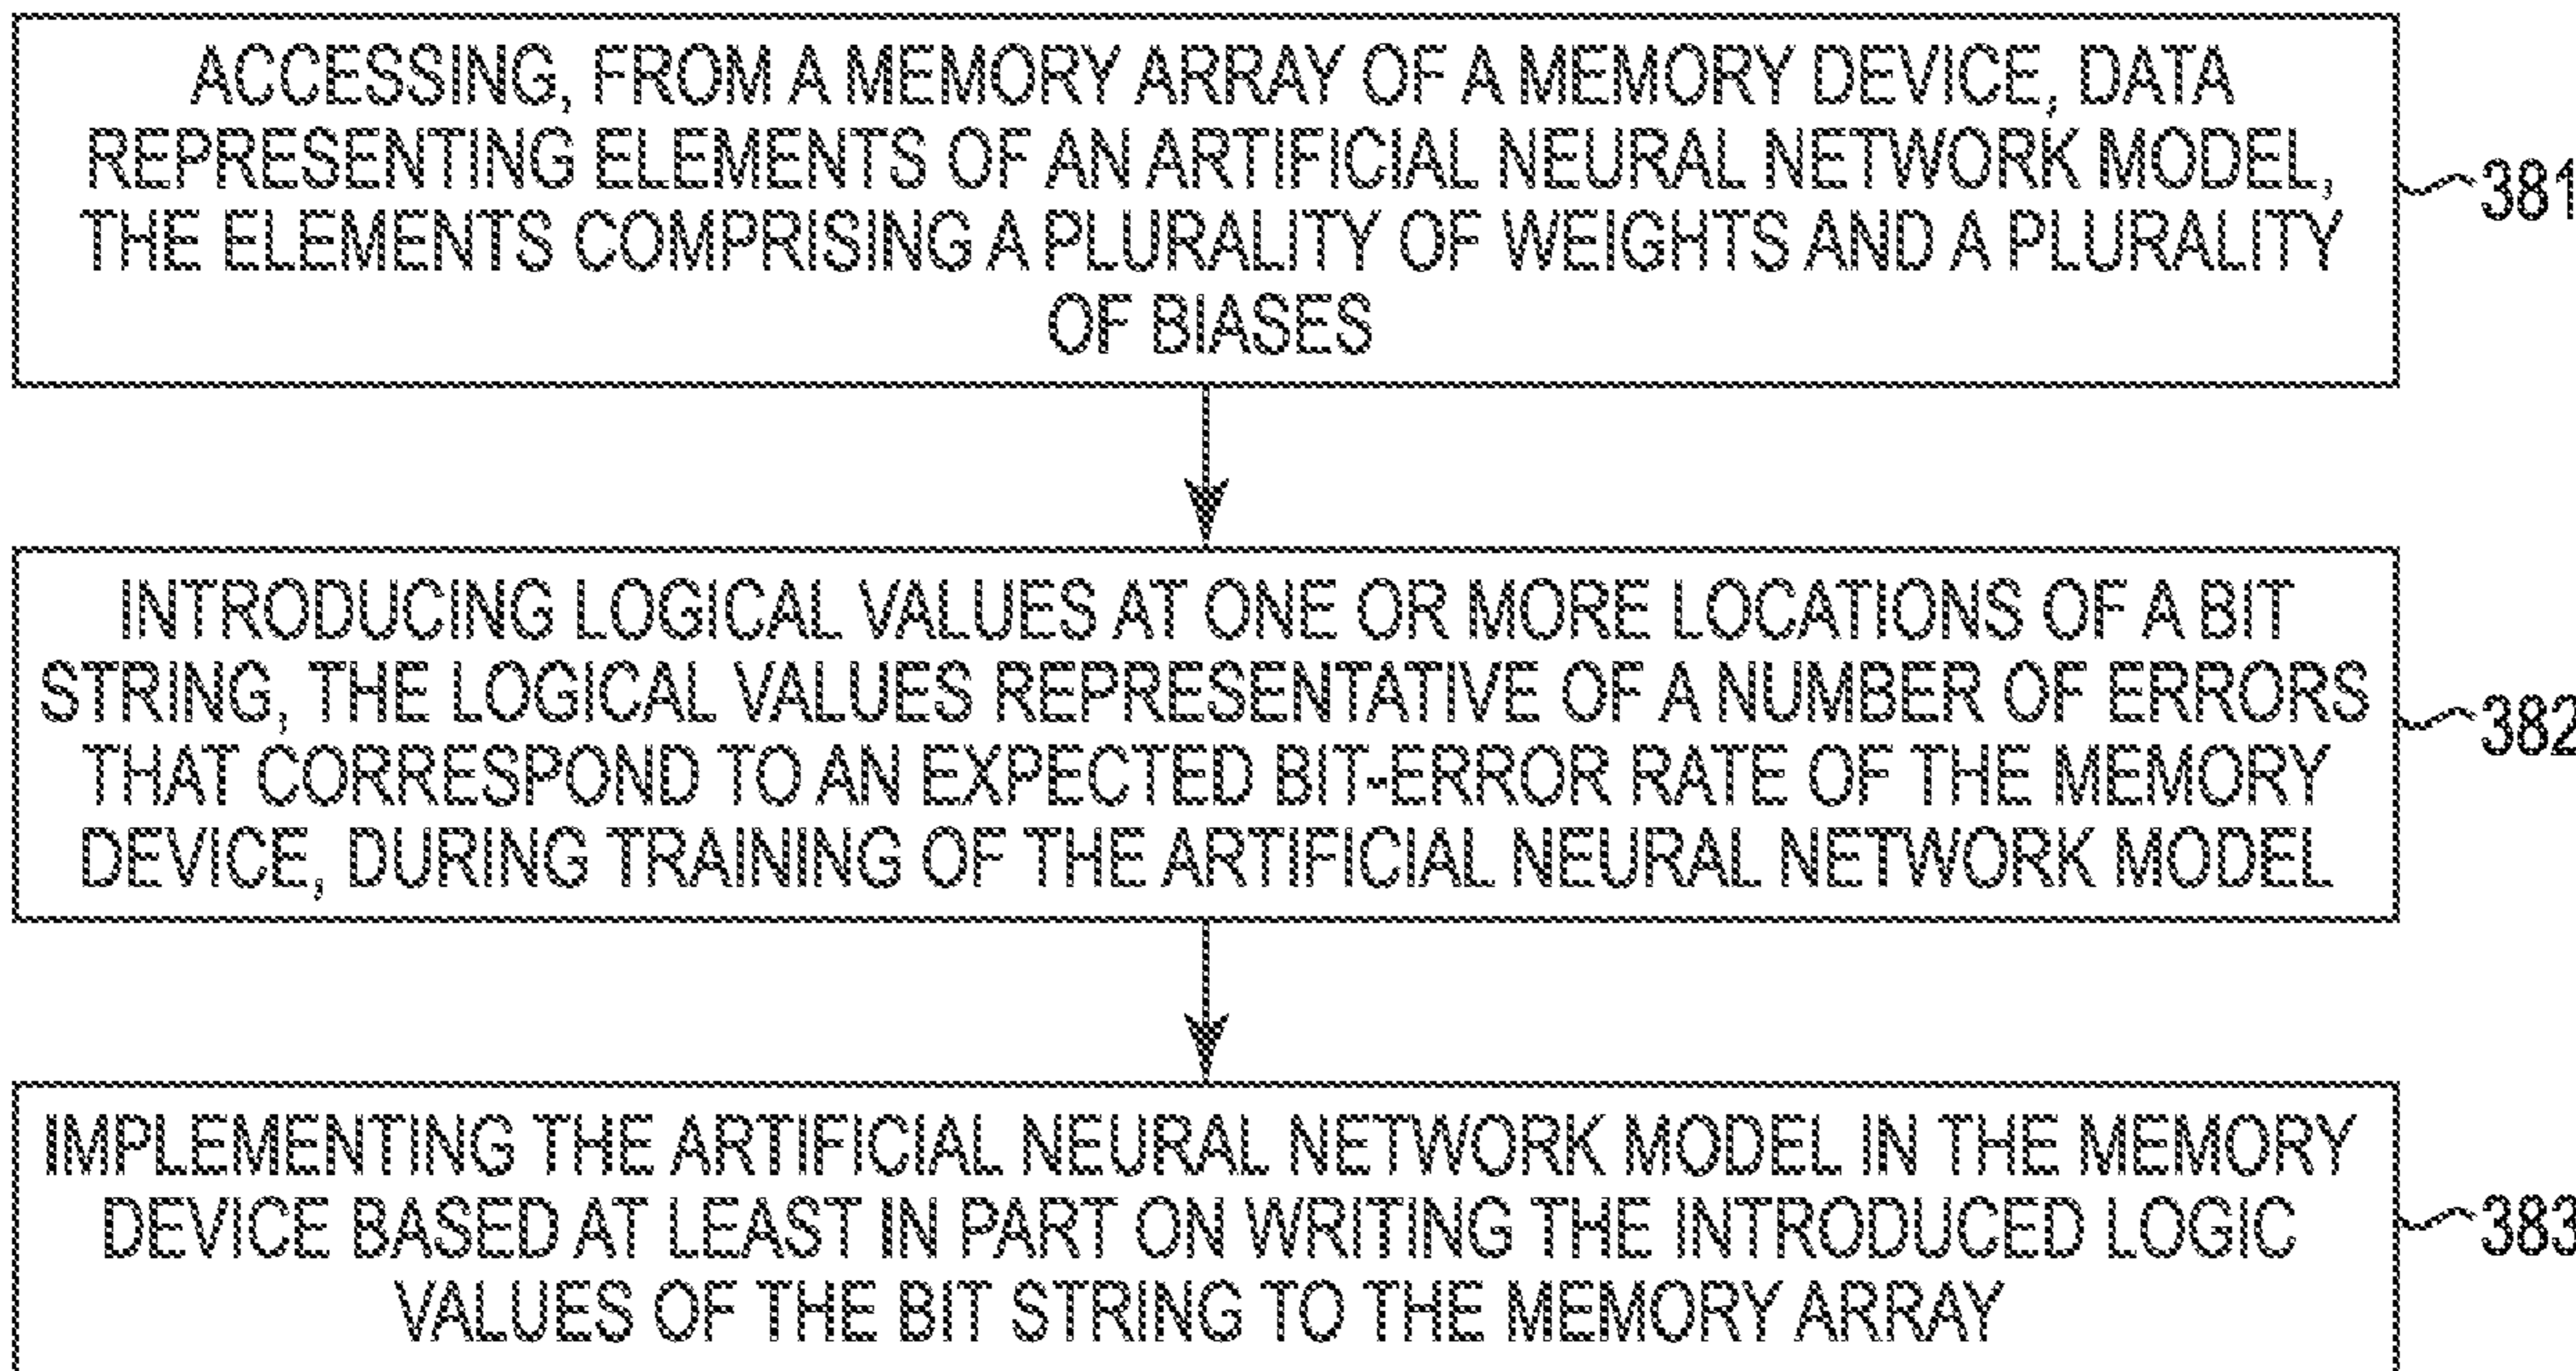 ACCESSING, FROM A MEMORY ARRAY OF A MEMORY DEVICE, DATA
REPRESENTING ELEMENTS OF AN ARTIFICIAL NEURAL NETWORK MODEL,
THE ELEMENTS COMPRISING A PLURALITY OF WEIGHTS AND A PLURALITY
OF BIASES
381
INTRODUCING LOGICAL VALUES AT ONE OR MORE LOCATIONS OF A BIT
STRING, THE LOGICAL VALUES REPRESENTATIVE OF A NUMBER OF ERRORS
THAT CORRESPOND TO AN EXPECTED BIT-ERROR RATE OF THE MEMORY
DEVICE, DURING TRAINING OF THE ARTIFICIAL NEURAL NETWORK MODEL
382
IMPLEMENTING THE ARTIFICIAL NEURAL NETWORK MODEL IN THE MEMORY
DEVICE BASED AT LEAST IN PART ON WRITING THE INTRODUCED LOGIC
VALUES OF THE BIT STRING TO THE MEMORY ARRAY
383